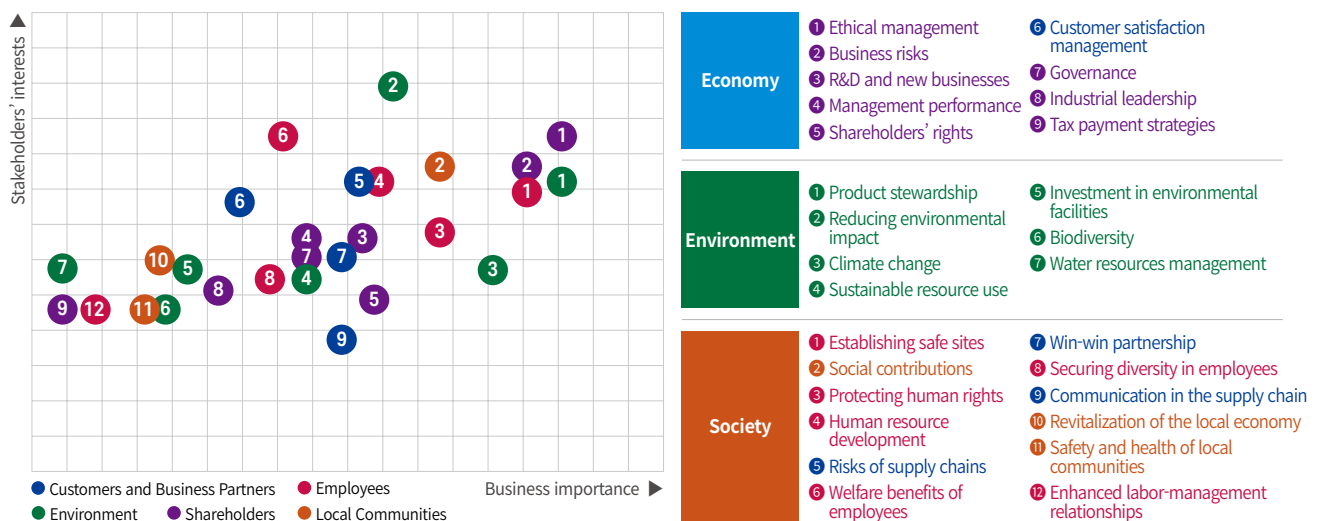 Stakeholders’ interests
2
6
1
2
2
5
4
1
1
6
3
4
3
7
7
10
7
5
3
8
4
8
5
9
12
11
6
9
Business importance
Customers and Business Partners
Employees
Environment
Shareholders
Local Communities
Economy
1 Ethical management
2 Business risks
3 R&D and new businesses
4 Management performance
5 Shareholders’ rights
6 Customer satisfaction
management
7 Governance
8 Industrial leadership
9 Tax payment strategies
Environment
1 Product stewardship
2 Reducing environmental
impact
3 Climate change
4 Sustainable resource use
5 Investment in environmental
facilities
6 Biodiversity
7 Water resources management
Society
1 Establishing safe sites
2 Social contributions
3 Protecting human rights
4 Human resource
development
5 Risks of supply chains
6 Welfare benefits of
employees
7 Win-win partnership
8 Securing diversity in employees
9 Communication in the supply chain
10 Revitalization of the local economy
11 Safety and health of local
communities
12 Enhanced labor-management
relationships